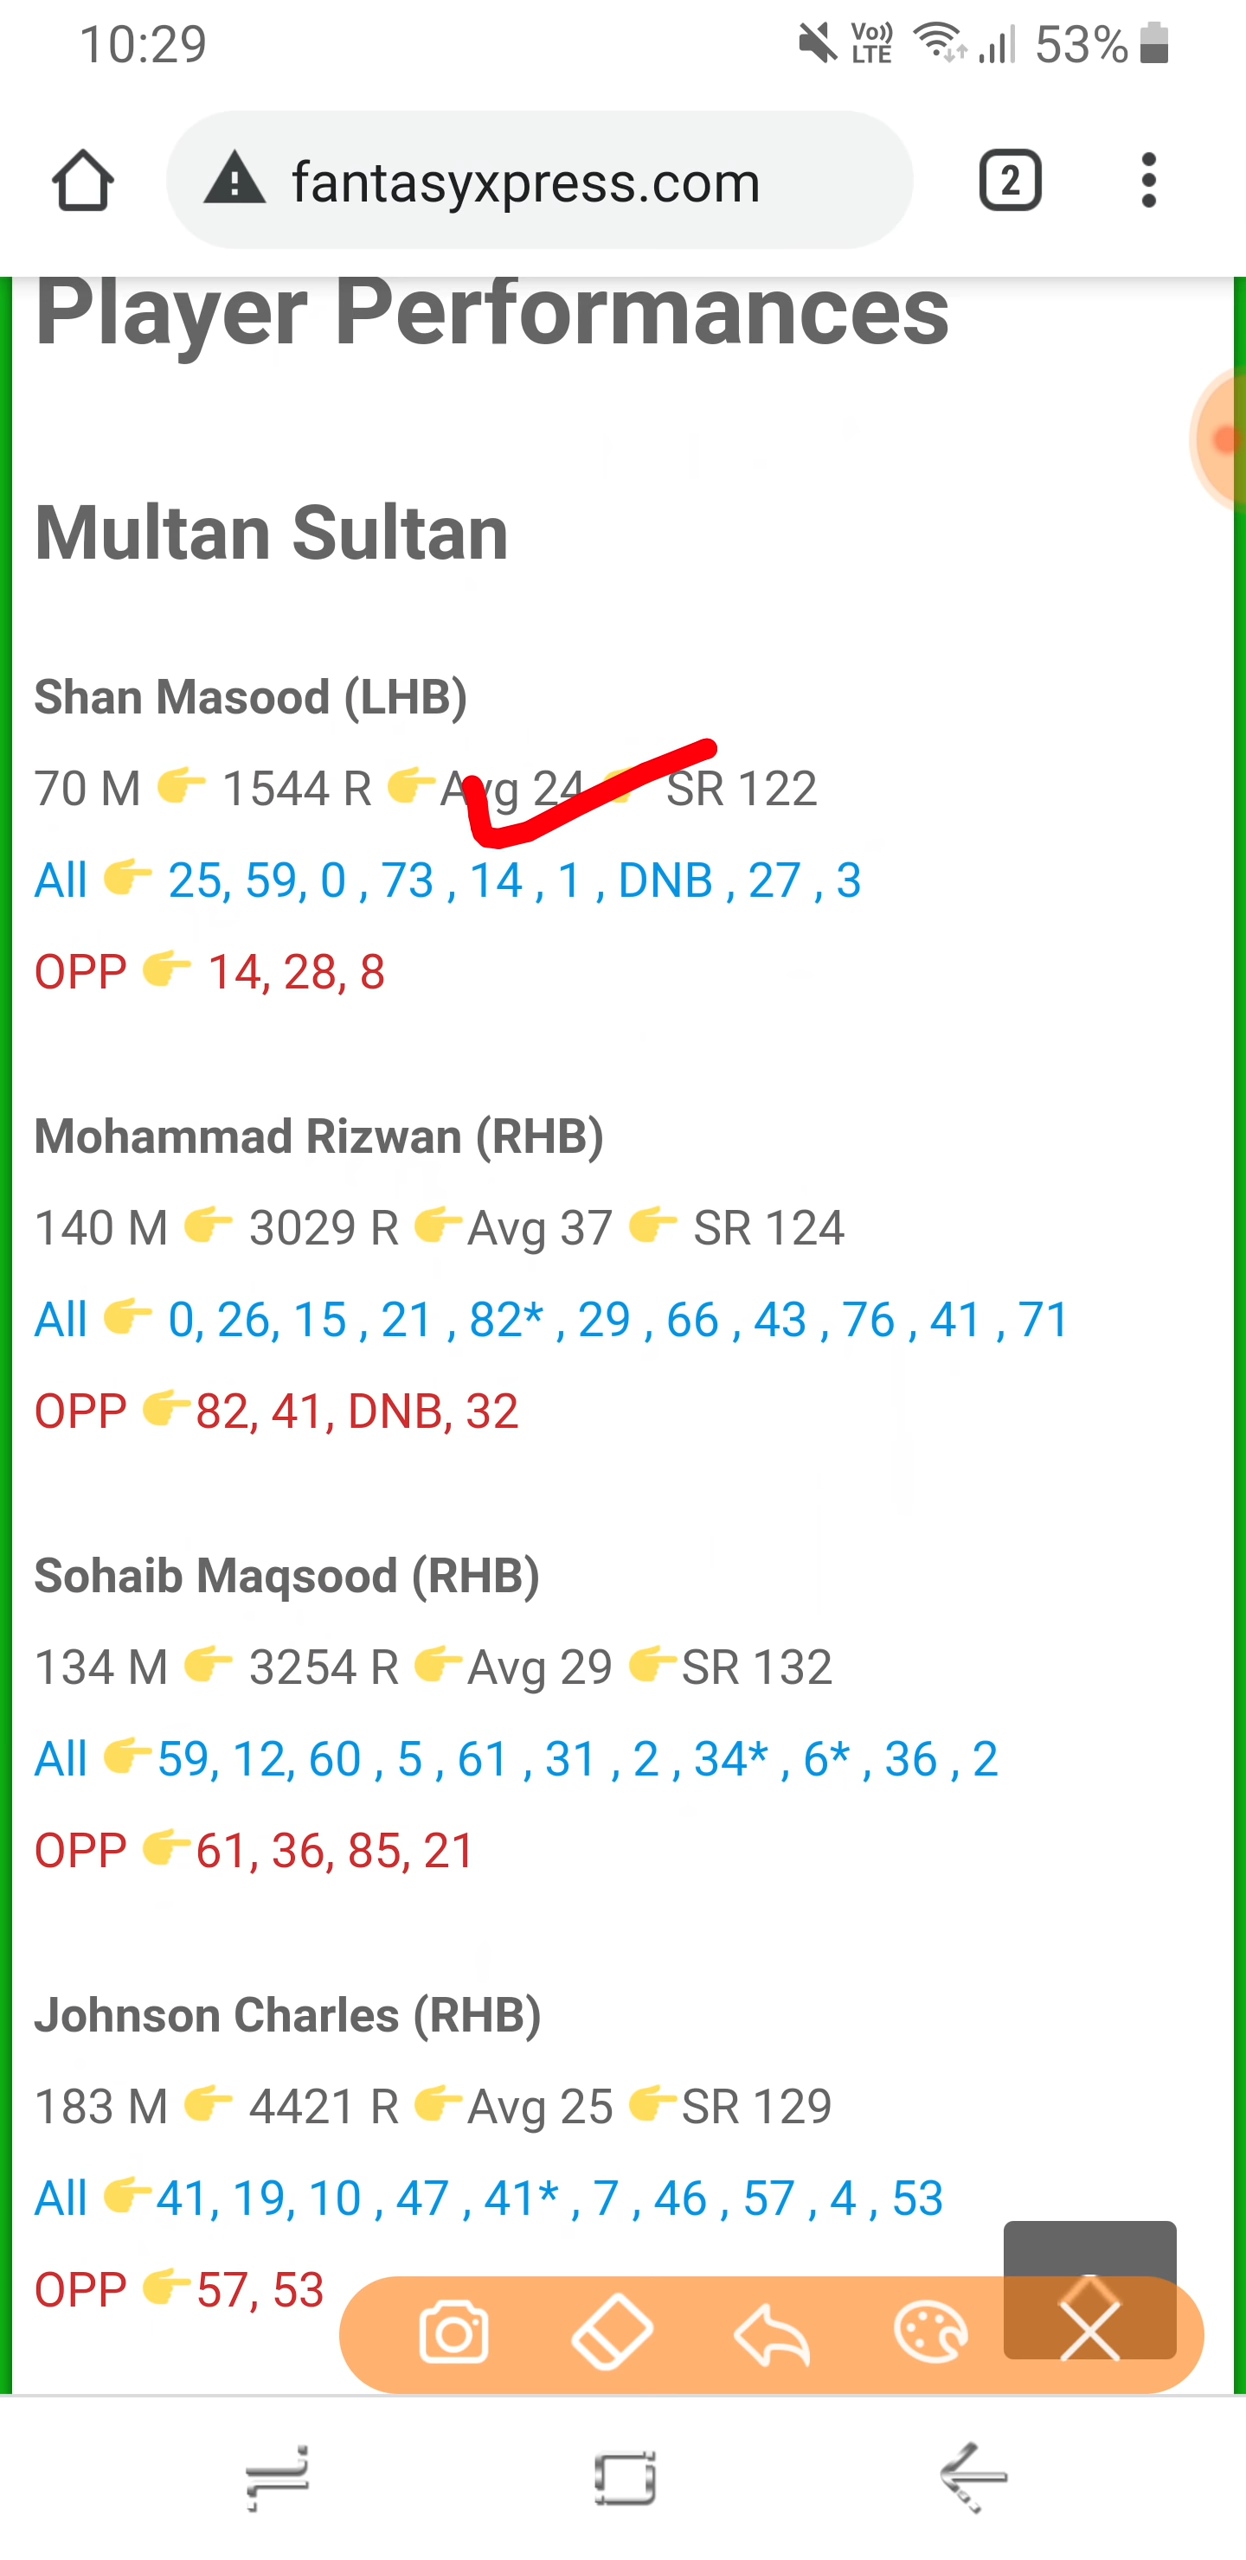 10:29
Vo)) LTE 53%
fantasyxpress.com
2
Player Performances
Multan Sultan
Shan Masood (LHB)
70 M 👉 1544 R 👉Avg 24 👉 SR 122
All 👉 25, 59, 0 , 73 , 14 , 1 , DNB , 27 , 3
OPP 👉 14, 28, 8
Mohammad Rizwan (RHB)
140 M 👉 3029 R 👉Avg 37 👉 SR 124
All 👉 0, 26, 15 , 21 , 82* , 29 , 66 , 43 , 76 , 41 , 71
OPP 👉82, 41, DNB, 32
Sohaib Maqsood (RHB)
134 M 👉 3254 R 👉Avg 29 👉SR 132
All 👉59, 12, 60 , 5 , 61 , 31 , 2 , 34* , 6* , 36 , 2
OPP 👉61, 36, 85, 21
Johnson Charles (RHB)
183 M 👉 4421 R 👉Avg 25 👉SR 129
All 👉41, 19, 10 , 47 , 41* , 7 , 46 , 57 , 4 , 53
OPP 👉57, 53